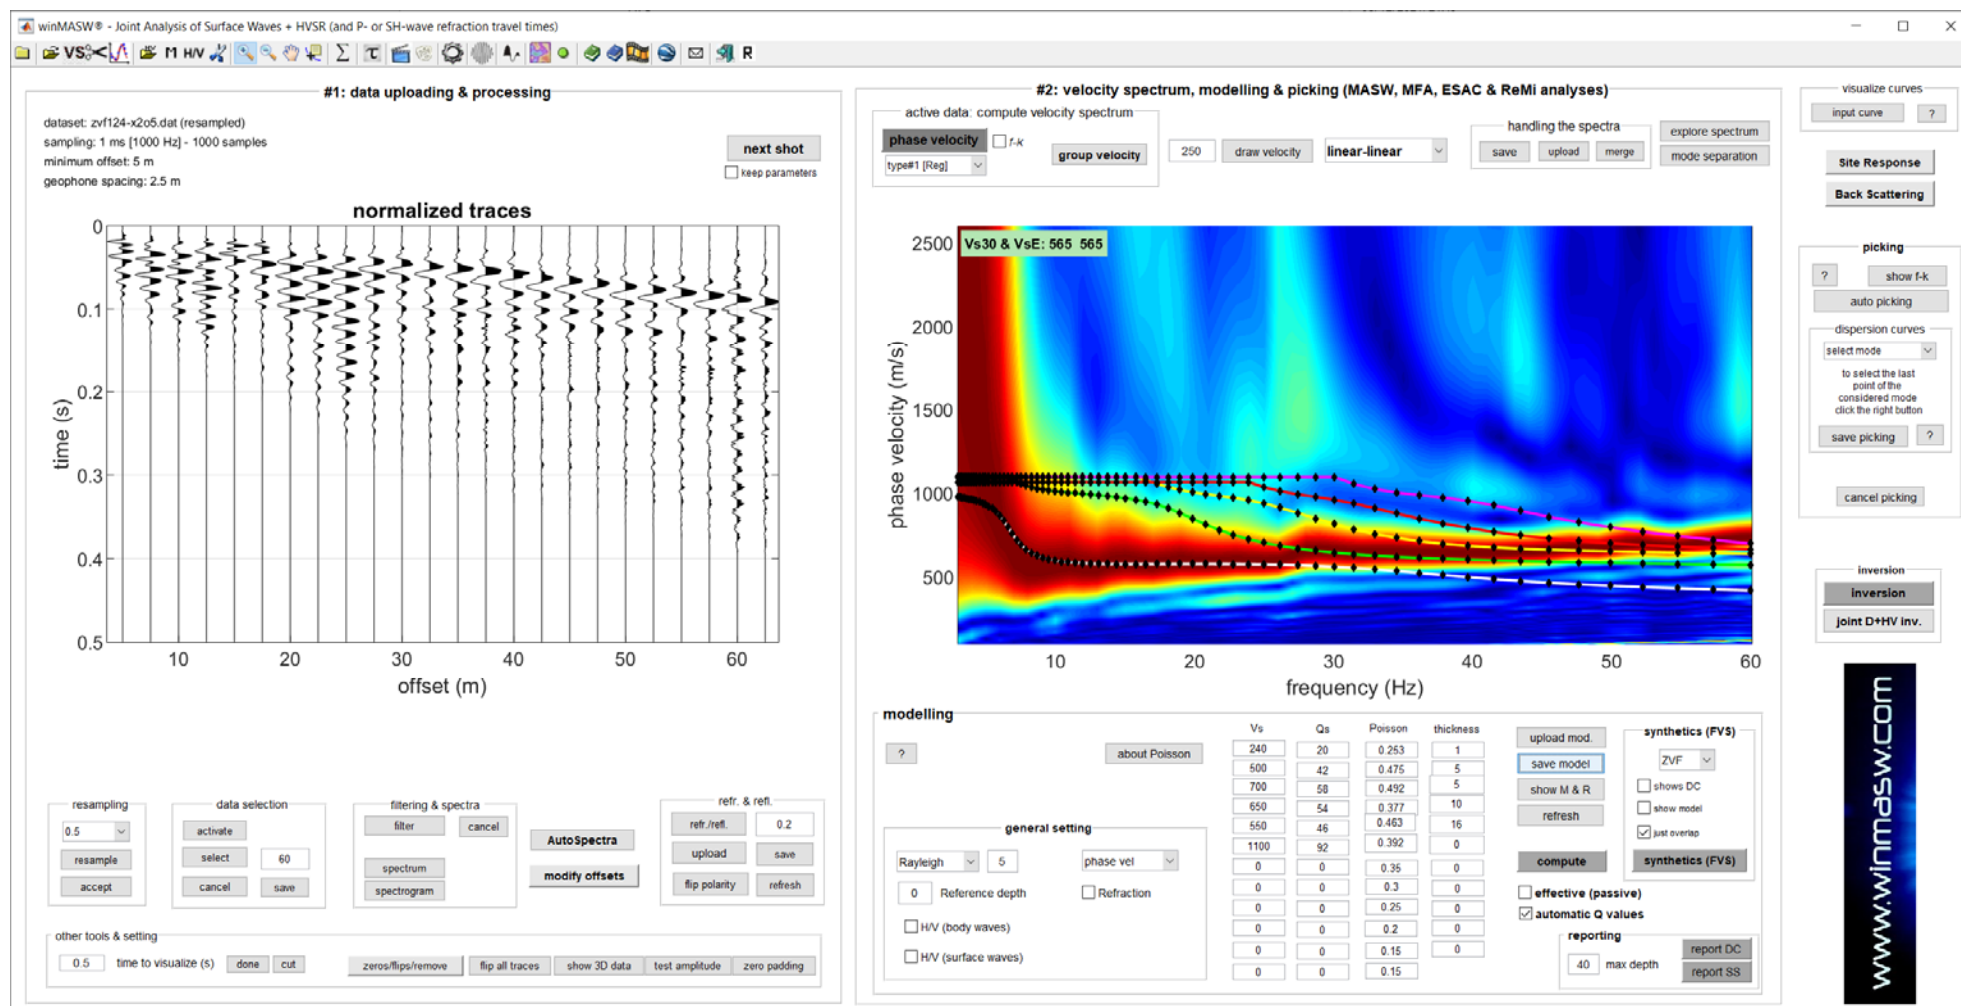 winMASW® - Joint Analysis of Surface Waves + HVSR (and P- or SH-wave refraction travel times)
VS M H/V Σ τ R
#1: data uploading & processing
dataset: zvf124-x2o5.dat (resampled)
sampling: 1 ms [1000 Hz] - 1000 samples
minimum offset: 5 m
geophone spacing: 2.5 m
next shot
keep parameters
normalized traces
0
0.1
0.2
0.3
0.4
0.5
time (s)
10 20 30 40 50 60
offset (m)
resampling
0.5
resample
accept
data selection
activate
select 60
cancel save
filtering & spectra
filter cancel
spectrum
spectrogram
AutoSpectra
modify offsets
refr. & refl.
refr./refl. 0.2
upload save
flip polarity refresh
other tools & setting
0.5 time to visualize (s) done cut
zeros/flips/remove flip all traces show 3D data test amplitude zero padding
#2: velocity spectrum, modelling & picking (MASW, MFA, ESAC & ReMi analyses)
active data: compute velocity spectrum
phase velocity f-k
type#1 [Reg]
group velocity
250 draw velocity linear-linear
handling the spectra
save upload merge
explore spectrum
mode separation
Vs30 & VsE: 565 565
2500
2000
1500
1000
500
phase velocity (m/s)
10 20 30 40 50 60
frequency (Hz)
modelling
? about Poisson
general setting
Rayleigh 5 phase vel
0 Reference depth Refraction
H/V (body waves)
H/V (surface waves)
Vs Qs Poisson thickness
240 20 0.253 1
500 42 0.475 5
700 58 0.492 5
650 54 0.377 10
550 46 0.463 16
1100 92 0.392 0
0 0 0.35 0
0 0 0.3 0
0 0 0.25 0
0 0 0.2 0
0 0 0.15 0
0 0 0.15
upload mod.
save model
show M & R
refresh
compute
synthetics (FVS)
ZVF
shows DC
show model
just overlap
synthetics (FVS)
effective (passive)
automatic Q values
reporting
40 max depth
report DC
report SS
visualize curves
input curve ?
Site Response
Back Scattering
picking
? show f-k
auto picking
dispersion curves
select mode
to select the last
point of the
considered mode
click the right button
save picking ?
cancel picking
inversion
inversion
joint D+HV inv.
www.winmasw.com